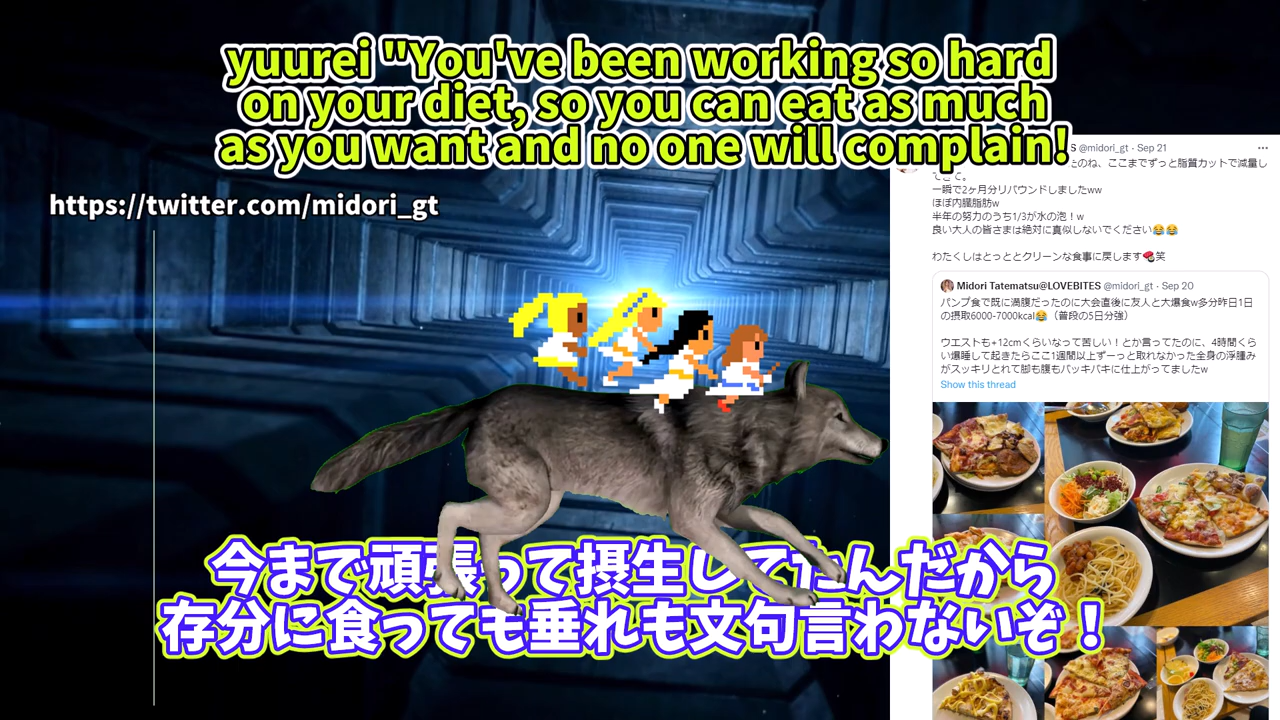 yuurei "You've been working so hard
on your diet, so you can eat as much
as you want and no one will complain!
https://twitter.com/midori_gt
S @midori_gt · Sep 21
たのね、ここまでずっと脂質カットで減量し
一瞬で2ヶ月分リバウンドしましたww
ほぼ内臓脂肪w
半年の努力のうち1/3が水の泡！w
良い大人の皆さまは絶対に真似しないでください😂😂
わたくしはとっととクリーンな食事に戻します🥩笑
Midori Tatematsu@LOVEBITES @midori_gt · Sep 20
パンプ食で既に満腹だったのに大会直後に友人と大爆食w多分昨日1日
の摂取6000-7000kcal😂（普段の5日分強）
ウエストも+12cmくらいなって苦しい！とか言ってたのに、4時間くら
い爆睡して起きたらここ1週間以上ずーっと取れなかった全身の浮腫み
がスッキリとれて脚も腹もバッキバキに仕上がってましたw
Show this thread
今まで頑張って摂生してたんだから
存分に食っても垂れも文句言わないぞ！